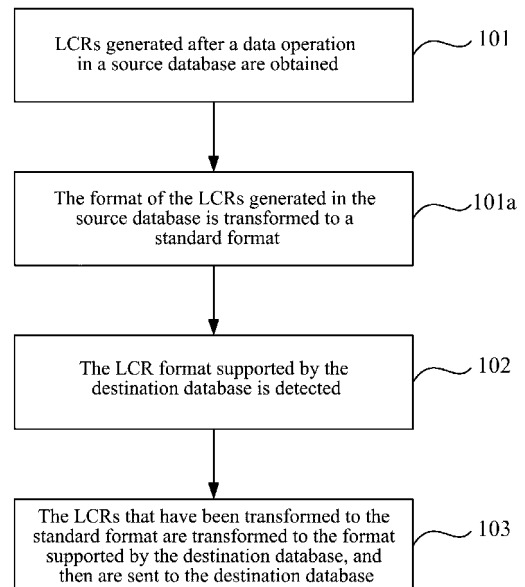 LCRs generated after a data operation
in a source database are obtained
101
The format of the LCRs generated in the
source database is transformed to a
standard format
101a
The LCR format supported by the
destination database is detected
102
The LCRs that have been transformed to the
standard format are transformed to the format
supported by the destination database, and
then are sent to the destination database
103